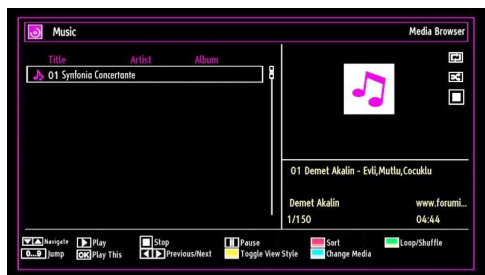 Music Media Browser
Title Artist Album
01 Synfonia Concertante
01 Demet Akalin - Evli,Mutlu,Cocuklu
Demet Akalin www.forumi...
1/150 04:44
Navigate Play Stop Pause Sort Loop/Shuffle
0...9 Jump OK Play This Previous/Next Toggle View Style Change Media